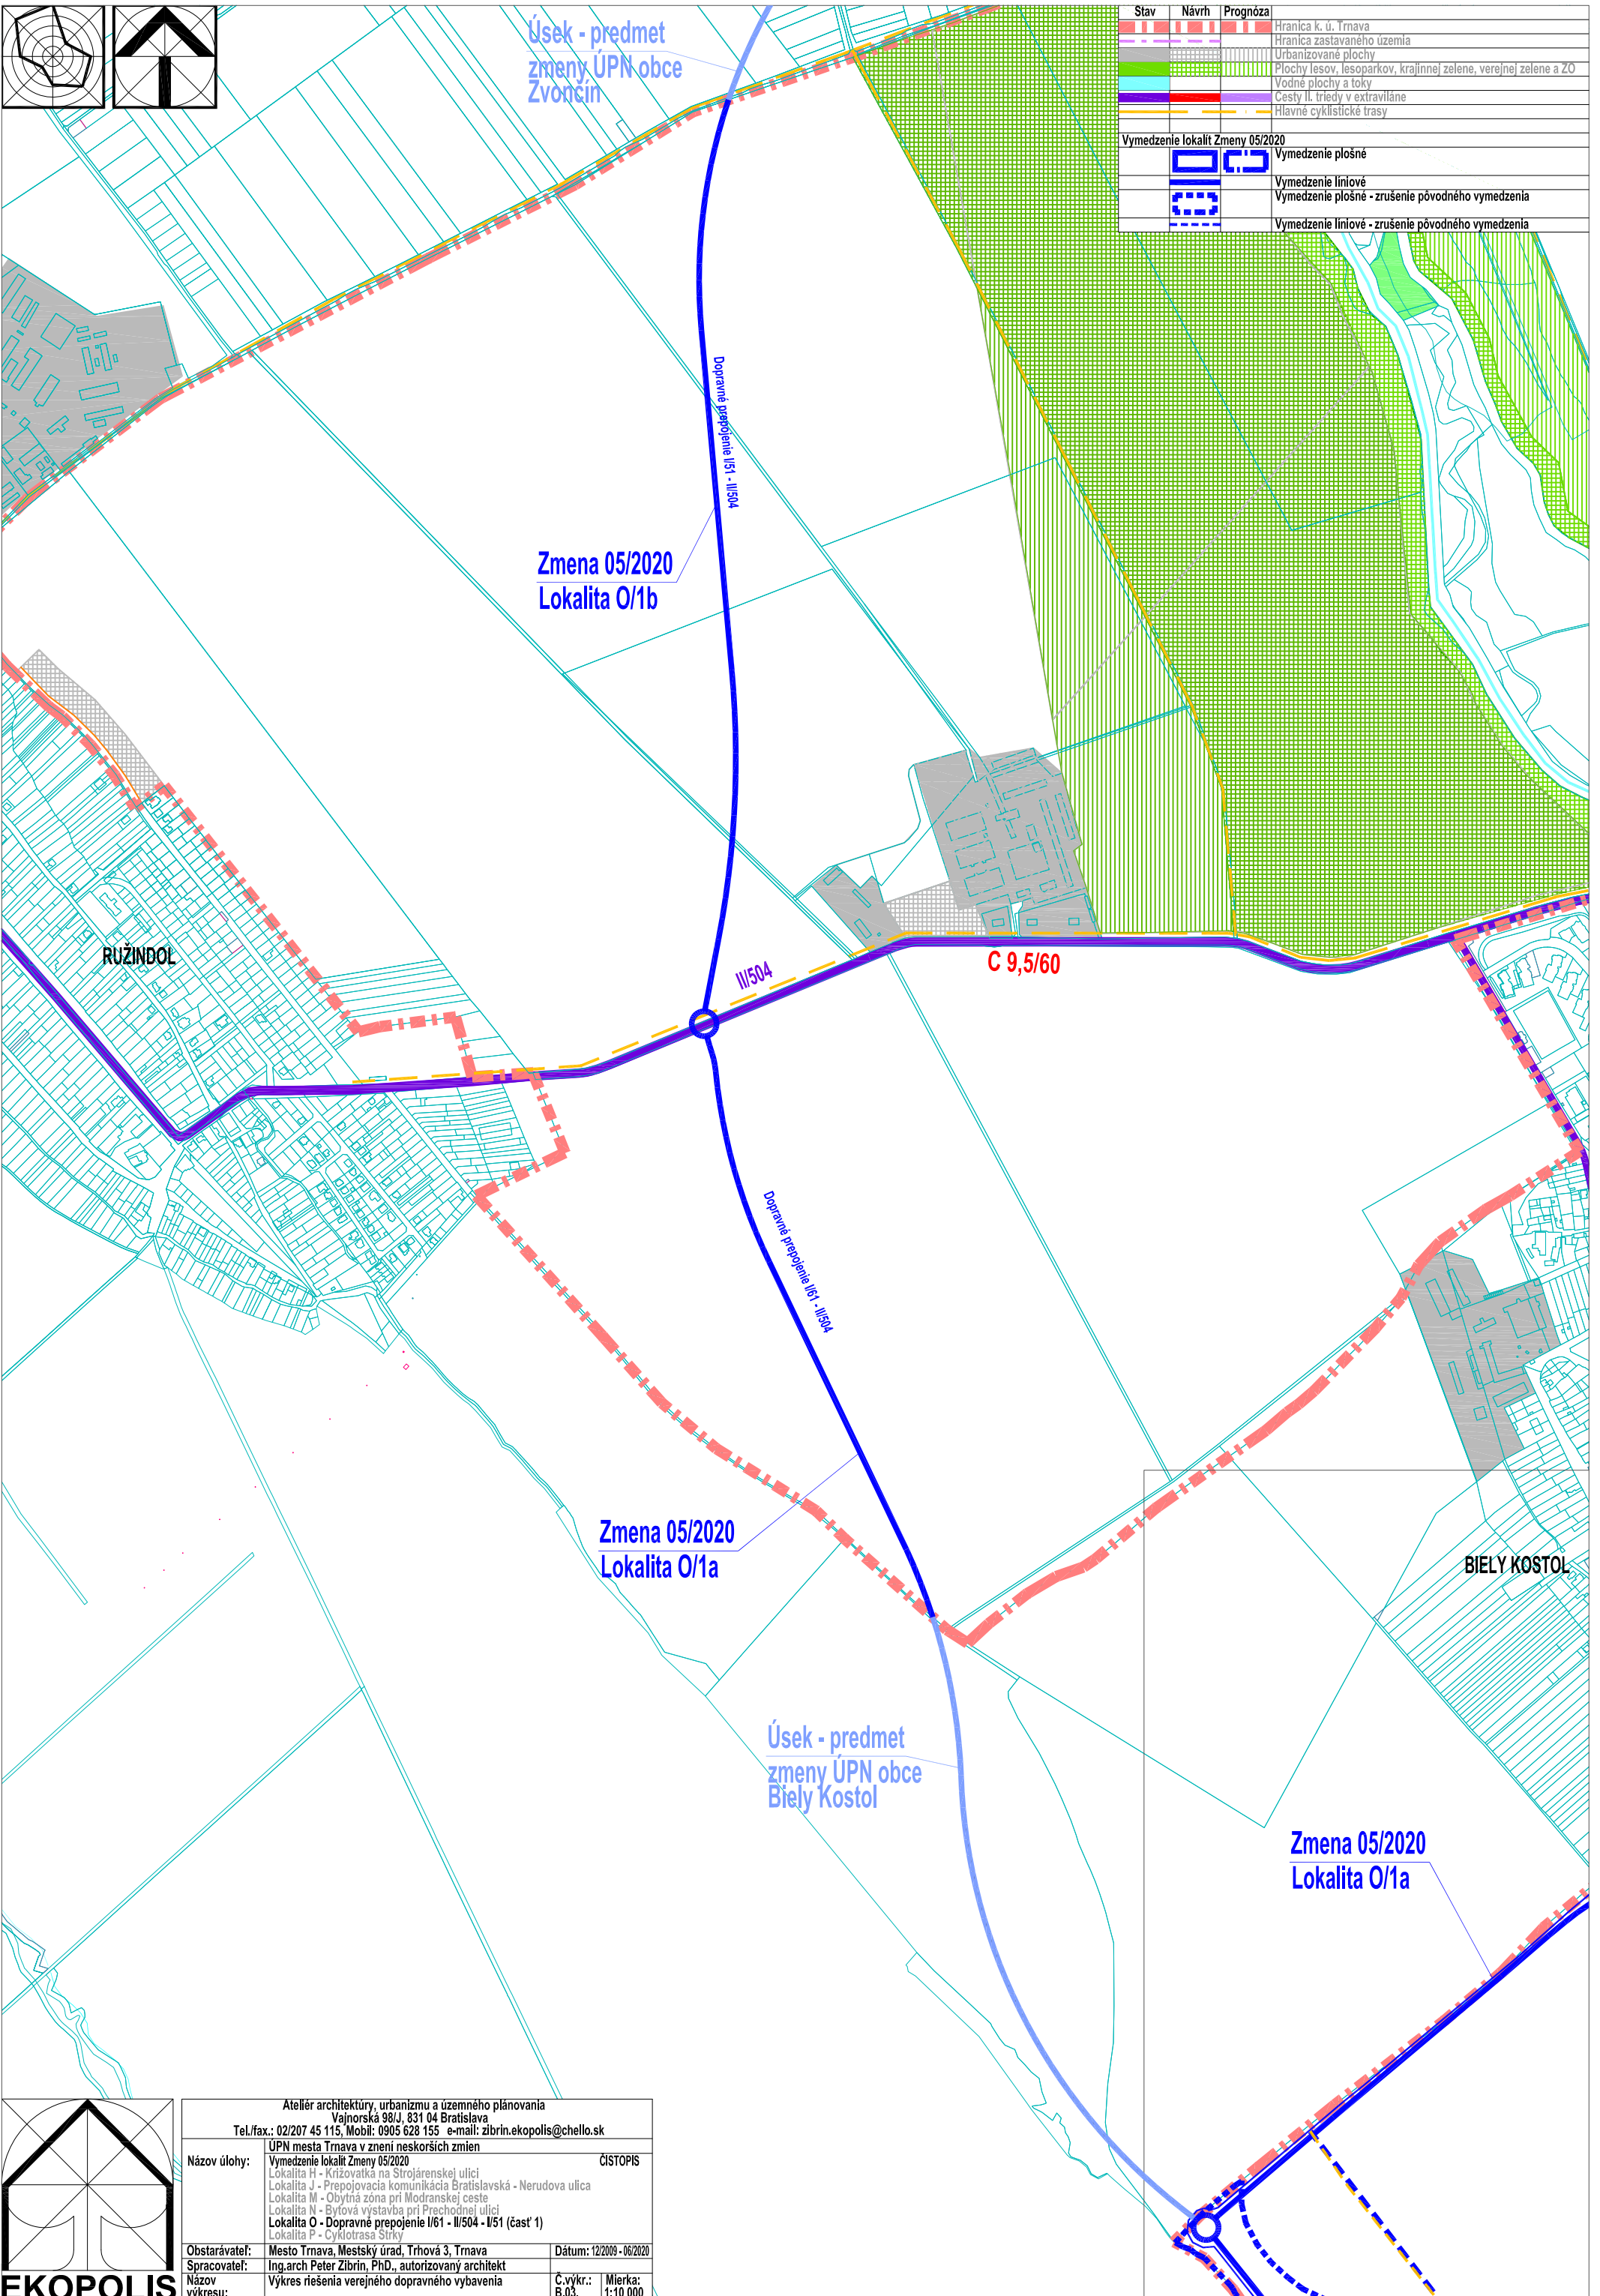 Úsek - predmet
zmeny ÚPN obce
Zvončín
Stav Návrh Prognóza
Hranica k. ú. Trnava
Hranica zastavaného územia
Urbanizované plochy
Plochy lesov, lesoparkov, krajinnej zelene, verejnej zelene a ZO
Vodné plochy a toky
Cesty II. triedy v extraviláne
Hlavné cyklistické trasy
Vymedzenie lokalít Zmeny 05/2020
Vymedzenie plošné
Vymedzenie líniové
Vymedzenie plošné - zrušenie pôvodného vymedzenia
Vymedzenie líniové - zrušenie pôvodného vymedzenia
Dopravné prepojenie I/51 - II/504
Zmena 05/2020
Lokalita O/1b
RUŽINDOL
II/504
C 9,5/60
Dopravné prepojenie I/61 - II/504
Zmena 05/2020
Lokalita O/1a
BIELY KOSTOL
Úsek - predmet
zmeny ÚPN obce
Biely Kostol
Zmena 05/2020
Lokalita O/1a
Ateliér architektúry, urbanizmu a územného plánovania
Vajnorská 98/J, 831 04 Bratislava
Tel./fax.: 02/207 45 115, Mobil: 0905 628 155 e-mail: zibrin.ekopolis@chello.sk
ÚPN mesta Trnava v znení neskorších zmien
Názov úlohy: Vymedzenie lokalít Zmeny 05/2020 ČISTOPIS
Lokalita H - Križovatka na Strojárenskej ulici
Lokalita J - Prepojovacia komunikácia Bratislavská - Nerudova ulica
Lokalita M - Obytná zóna pri Modranskej ceste
Lokalita N - Bytová výstavba pri Prechodnej ulici
Lokalita O - Dopravné prepojenie I/61 - II/504 - I/51 (časť 1)
Lokalita P - Cyklotrasa Štrky
Obstarávateľ: Mesto Trnava, Mestský úrad, Trhová 3, Trnava Dátum: 12/2009 - 06/2020
Spracovateľ: Ing.arch Peter Zibrin, PhD., autorizovaný architekt
Názov výkresu: Výkres riešenia verejného dopravného vybavenia Č.výkr.: B.03. Mierka: 1:10 000
EKOPOLIS